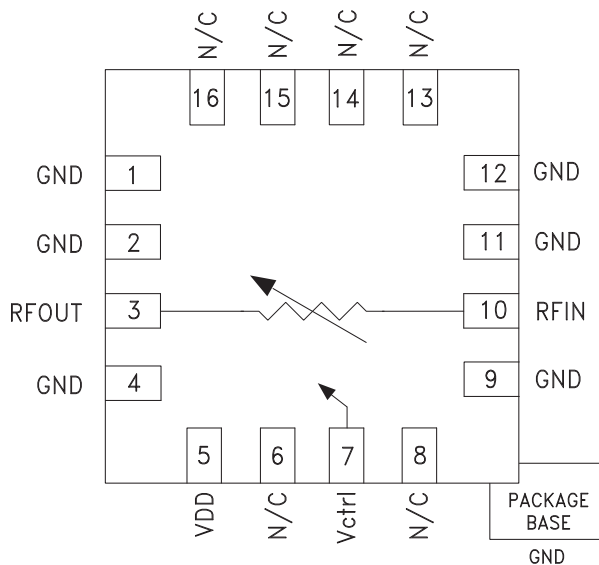 N/C N/C N/C N/C
16 15 14 13
GND 1 12 GND
GND 2 11 GND
RFOUT 3 10 RFIN
GND 4 9 GND
5 6 7 8
VDD N/C Vctrl N/C
PACKAGE
BASE
GND